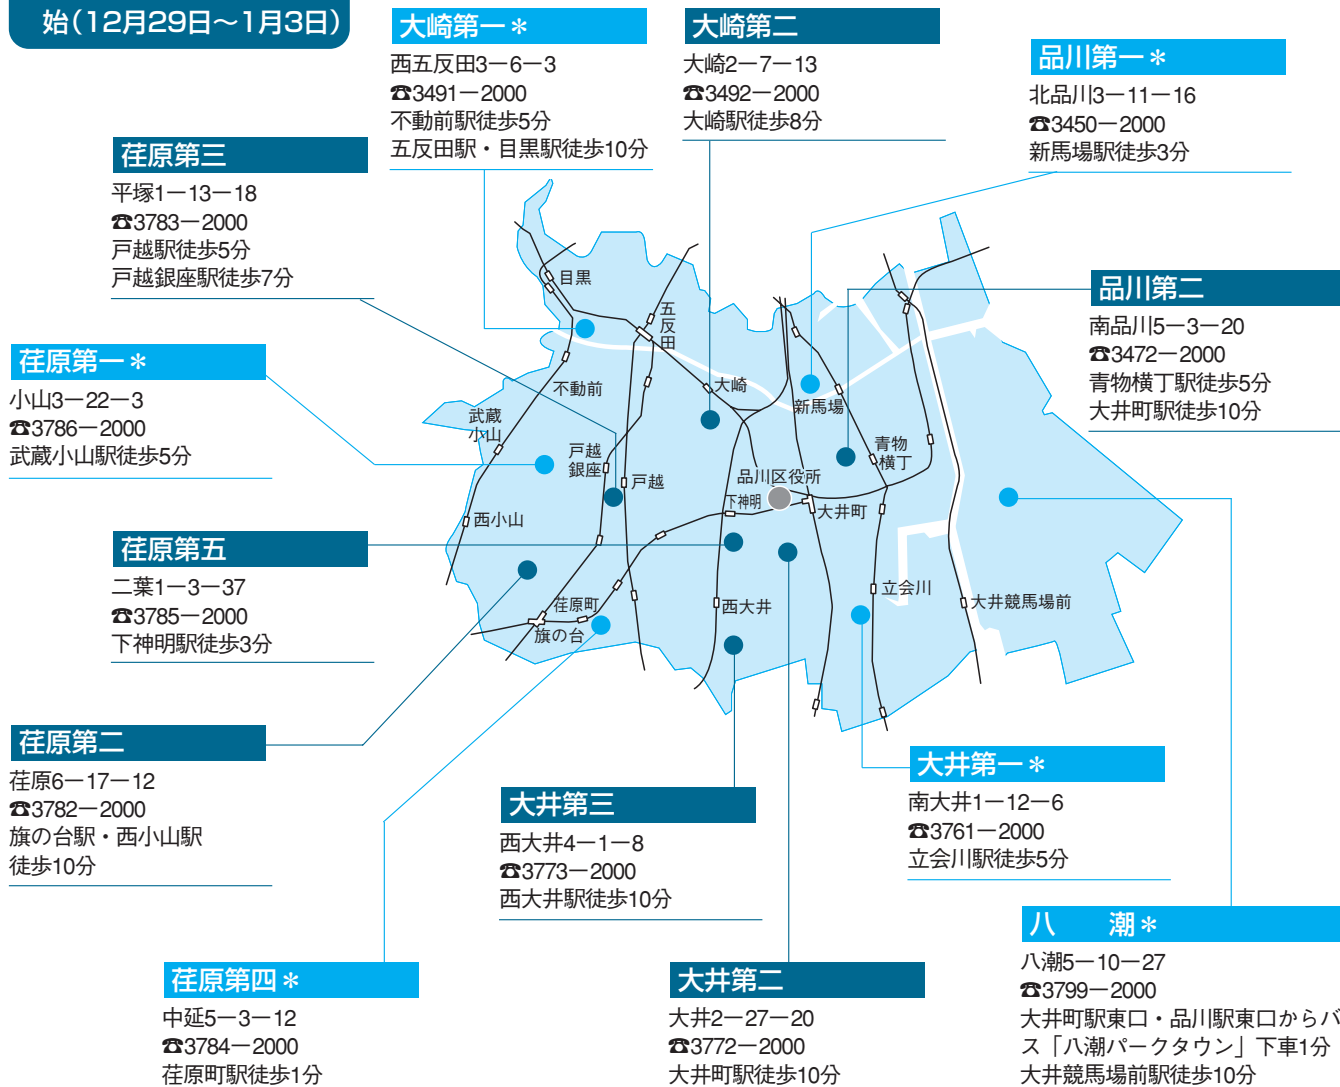 始(12月29日〜1月3日)
大崎第一＊
西五反田3−6−3
☎3491−2000
不動前駅徒歩5分
五反田駅・目黒駅徒歩10分
大崎第二
大崎2−7−13
☎3492−2000
大崎駅徒歩8分
品川第一＊
北品川3−11−16
☎3450−2000
新馬場駅徒歩3分
荏原第三
平塚1−13−18
☎3783−2000
戸越駅徒歩5分
戸越銀座駅徒歩7分
品川第二
南品川5−3−20
☎3472−2000
青物横丁駅徒歩5分
大井町駅徒歩10分
荏原第一＊
小山3−22−3
☎3786−2000
武蔵小山駅徒歩5分
目黒
五反田
不動前
大崎
新馬場
武蔵
小山
戸越
銀座
戸越
青物
横丁
品川区役所
下神明
大井町
西小山
荏原町
旗の台
西大井
立会川
大井競馬場前
荏原第五
二葉1−3−37
☎3785−2000
下神明駅徒歩3分
荏原第二
荏原6−17−12
☎3782−2000
旗の台駅・西小山駅
徒歩10分
大井第三
西大井4−1−8
☎3773−2000
西大井駅徒歩10分
大井第一＊
南大井1−12−6
☎3761−2000
立会川駅徒歩5分
荏原第四＊
中延5−3−12
☎3784−2000
荏原町駅徒歩1分
大井第二
大井2−27−20
☎3772−2000
大井町駅徒歩10分
八　潮＊
八潮5−10−27
☎3799−2000
大井町駅東口・品川駅東口からバ
ス「八潮パークタウン」下車1分
大井競馬場前駅徒歩10分